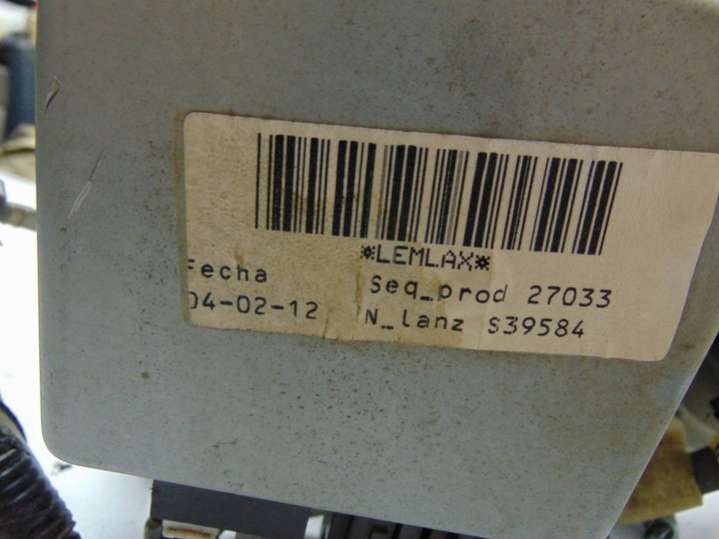 *LEMLAX*
Fecha
Seq_prod 27033
04-02-12
N_lanz S39584